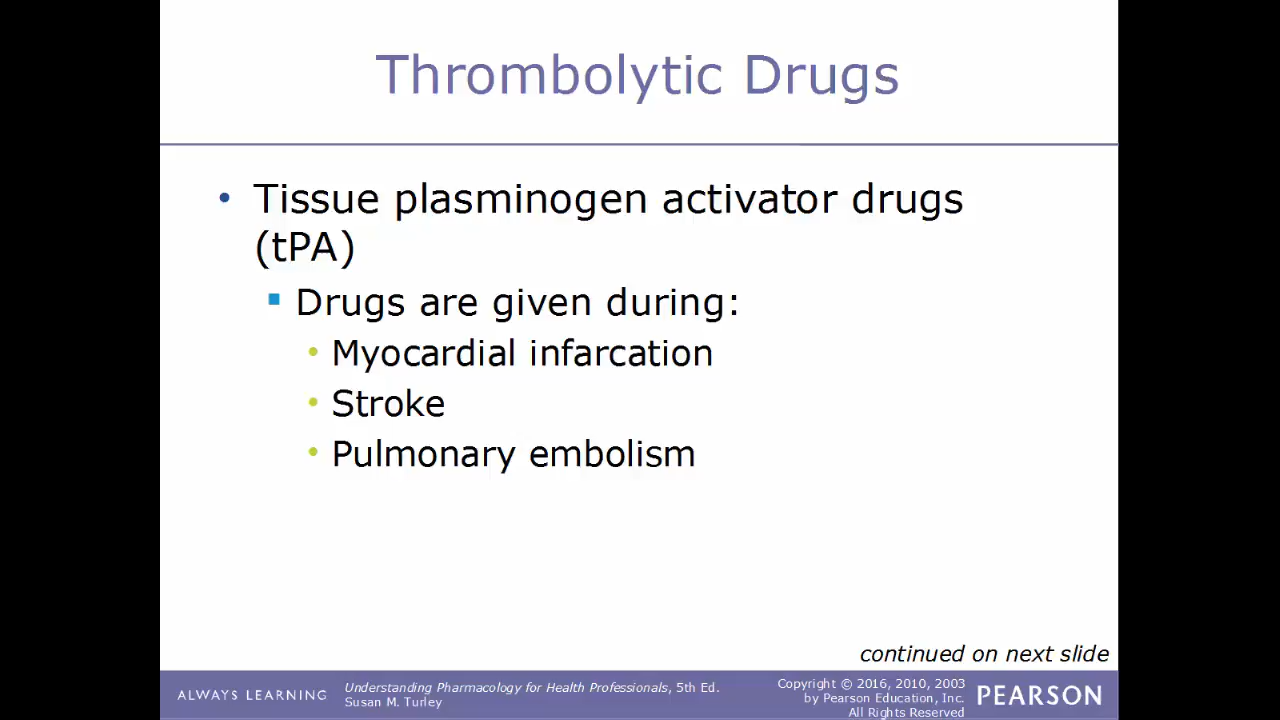 Thrombolytic Drugs
• Tissue plasminogen activator drugs
(tPA)
▪ Drugs are given during:
• Myocardial infarcation
• Stroke
• Pulmonary embolism
continued on next slide
ALWAYS LEARNING
Understanding Pharmacology for Health Professionals, 5th Ed.
Susan M. Turley
Copyright © 2016, 2010, 2003
by Pearson Education, Inc.
All Rights Reserved
PEARSON